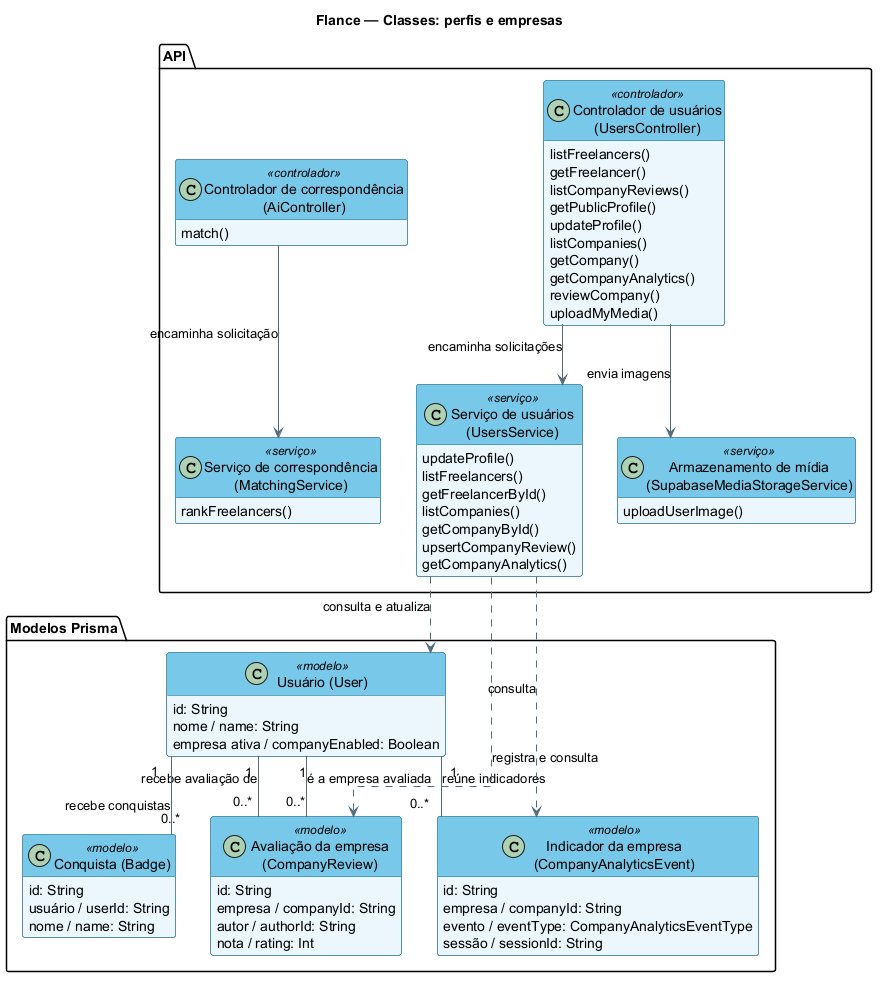 Flance — Classes: perfis e empresas
API
«controlador»
C
Controlador de usuários
(UsersController)
listFreelancers()
getFreelancer()
listCompanyReviews()
getPublicProfile()
updateProfile()
listCompanies()
getCompany()
getCompanyAnalytics()
reviewCompany()
uploadMyMedia()
«controlador»
C
Controlador de correspondência
(AiController)
match()
encaminha solicitação
encaminha solicitações
envia imagens
«serviço»
C
Serviço de usuários
(UsersService)
updateProfile()
listFreelancers()
getFreelancerById()
listCompanies()
getCompanyById()
upsertCompanyReview()
getCompanyAnalytics()
«serviço»
C
Serviço de correspondência
(MatchingService)
rankFreelancers()
«serviço»
C
Armazenamento de mídia
(SupabaseMediaStorageService)
uploadUserImage()
consulta e atualiza
Modelos Prisma
«modelo»
C
Usuário (User)
id: String
nome / name: String
empresa ativa / companyEnabled: Boolean
consulta
registra e consulta
1
1
1
1
recebe avaliação de
é a empresa avaliada
reúne indicadores
recebe conquistas
0..*
0..*
0..*
0..*
«modelo»
C
Conquista (Badge)
id: String
usuário / userId: String
nome / name: String
«modelo»
C
Avaliação da empresa
(CompanyReview)
id: String
empresa / companyId: String
autor / authorId: String
nota / rating: Int
«modelo»
C
Indicador da empresa
(CompanyAnalyticsEvent)
id: String
empresa / companyId: String
evento / eventType: CompanyAnalyticsEventType
sessão / sessionId: String